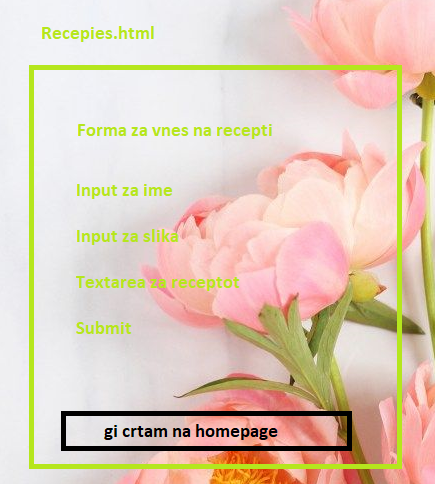 Recepies.html
Forma za vnes na recepti
Input za ime
Input za slika
Textarea za receptot
Submit
gi crtam na homepage